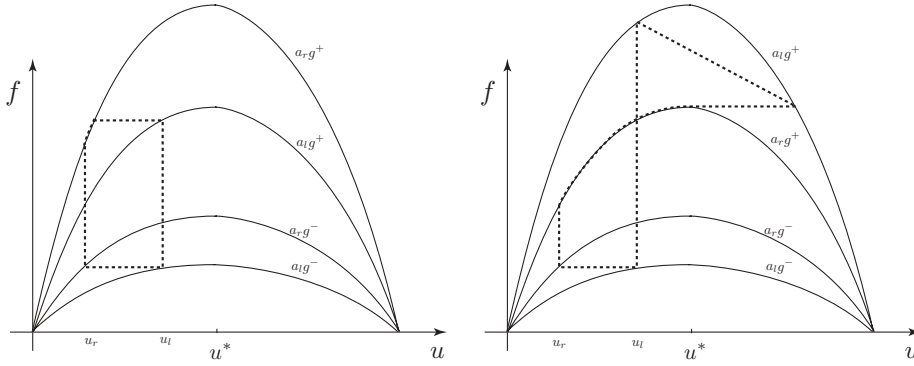 f
a_r g^+
a_l g^+
a_r g^-
a_l g^-
u_r
u_l
u^*
u
f
a_l g^+
a_r g^+
a_r g^-
a_l g^-
u_r
u_l
u^*
u